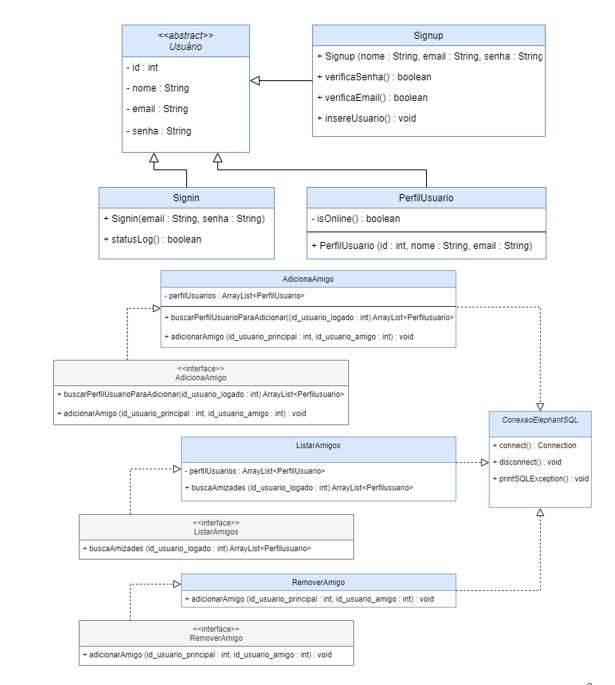 <<abstract>>
Usuário
- id : int
- nome : String
- email : String
- senha : String
Signup
+ Signup (nome : String, email : String, senha : String
+ verificaSenha() : boolean
+ verificaEmail() : boolean
+ insereUsuario() : void
Signin
+ Signin(email : String, senha : String)
+ statusLog() : boolean
PerfilUsuario
- isOnline() : boolean
+ PerfilUsuario (id : int, nome : String, email : String)
AdicionaAmigo
- perfilUsuarios : ArrayList<PerfilUsuario>
+ buscarPerfilUsuarioParaAdicionar((id_usuario_logado : int) ArrayList<Perfilusuario>
+ adicionarAmigo (id_usuario_principal : int, id_usuario_amigo : int) : void
<<interface>>
AdicionaAmigo
+ buscarPerfilUsuarioParaAdicionar(id_usuario_logado : int) ArrayList<Perfilusuario>
+ adicionarAmigo (id_usuario_principal : int, id_usuario_amigo : int) : void
ConexaoElephantSQL
+ connect() : Connection
+ disconnect() : void
+ printSQLException() : void
ListarAmigos
- perfilUsuarios : ArrayList<PerfilUsuario>
+ buscaAmizades (id_usuario_logado : int) ArrayList<Perfilusuario>
<<interface>>
ListarAmigos
+ buscaAmizades (id_usuario_logado : int) ArrayList<Perfilusuario>
RemoverAmigo
+ adicionarAmigo (id_usuario_principal : int, id_usuario_amigo : int) : void
<<interface>>
RemoverAmigo
+ adicionarAmigo (id_usuario_principal : int, id_usuario_amigo : int) : void